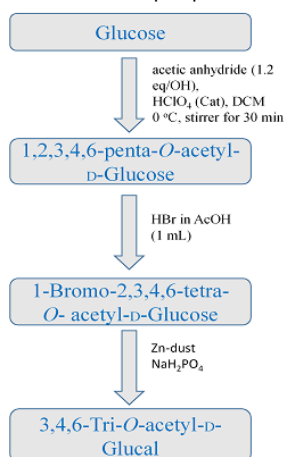 Glucose
acetic anhydride (1.2
eq/OH),
HClO₄ (Cat), DCM
0 °C, stirrer for 30 min
1,2,3,4,6-penta-O-acetyl-
D-Glucose
HBr in AcOH
(1 mL)
1-Bromo-2,3,4,6-tetra-
O- acetyl-D-Glucose
Zn-dust
NaH₂PO₄
3,4,6-Tri-O-acetyl-D-
Glucal